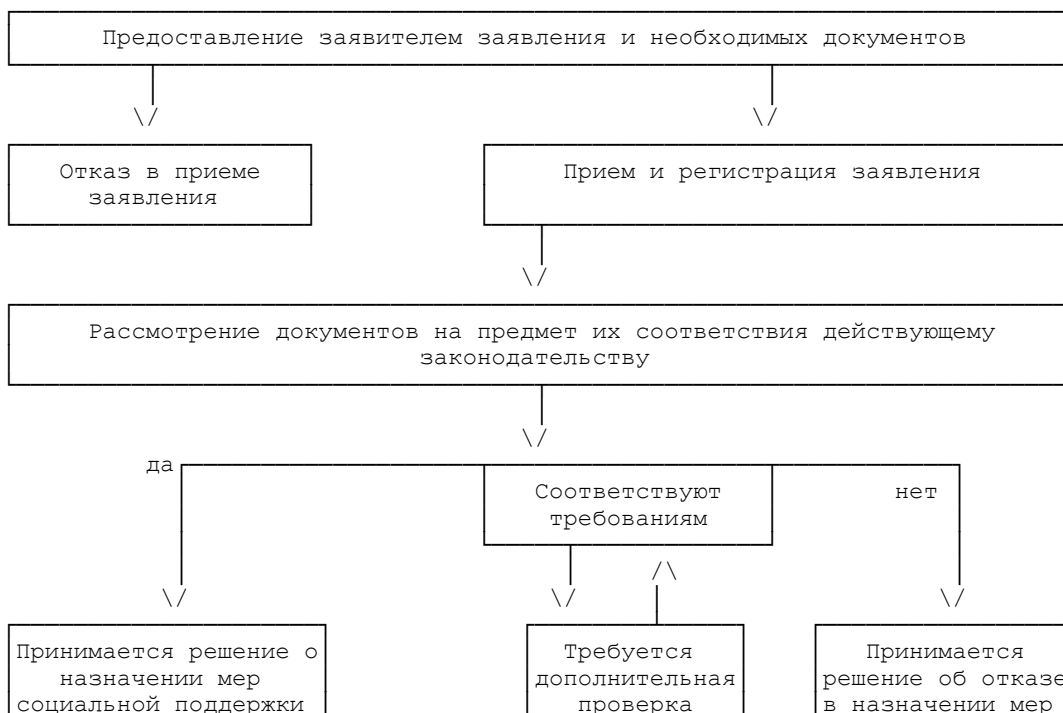 Предоставление заявителем заявления и необходимых документов
Отказ в приеме
заявления
Прием и регистрация заявления
Рассмотрение документов на предмет их соответствия действующему
законодательству
да
Соответствуют
требованиям
нет
Принимается решение о
назначении мер
социальной поддержки
Требуется
дополнительная
проверка
Принимается
решение об отказе
в назначении мер